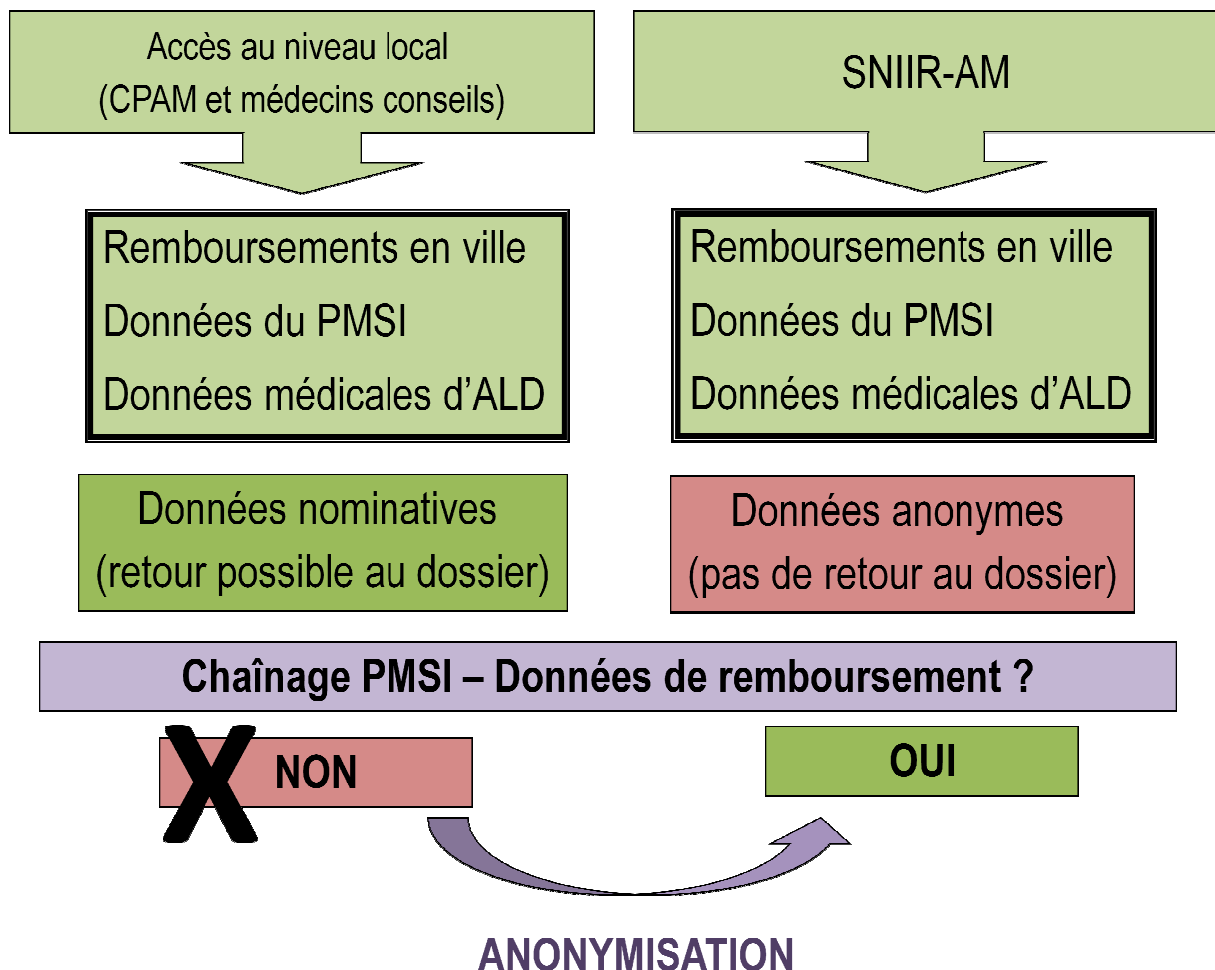 Accès au niveau local
(CPAM et médecins conseils)
SNIIR-AM
Remboursements en ville
Données du PMSI
Données médicales d’ALD
Remboursements en ville
Données du PMSI
Données médicales d’ALD
Données nominatives
(retour possible au dossier)
Données anonymes
(pas de retour au dossier)
Chaînage PMSI – Données de remboursement ?
X NON
OUI
ANONYMISATION